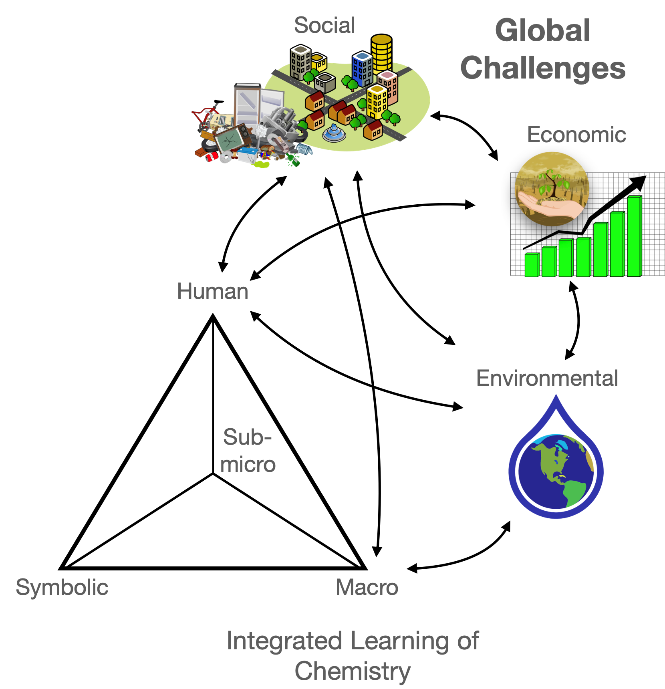 Social
Global
Challenges
Economic
Human
Environmental
Sub-
micro
Symbolic
Macro
Integrated Learning of
Chemistry